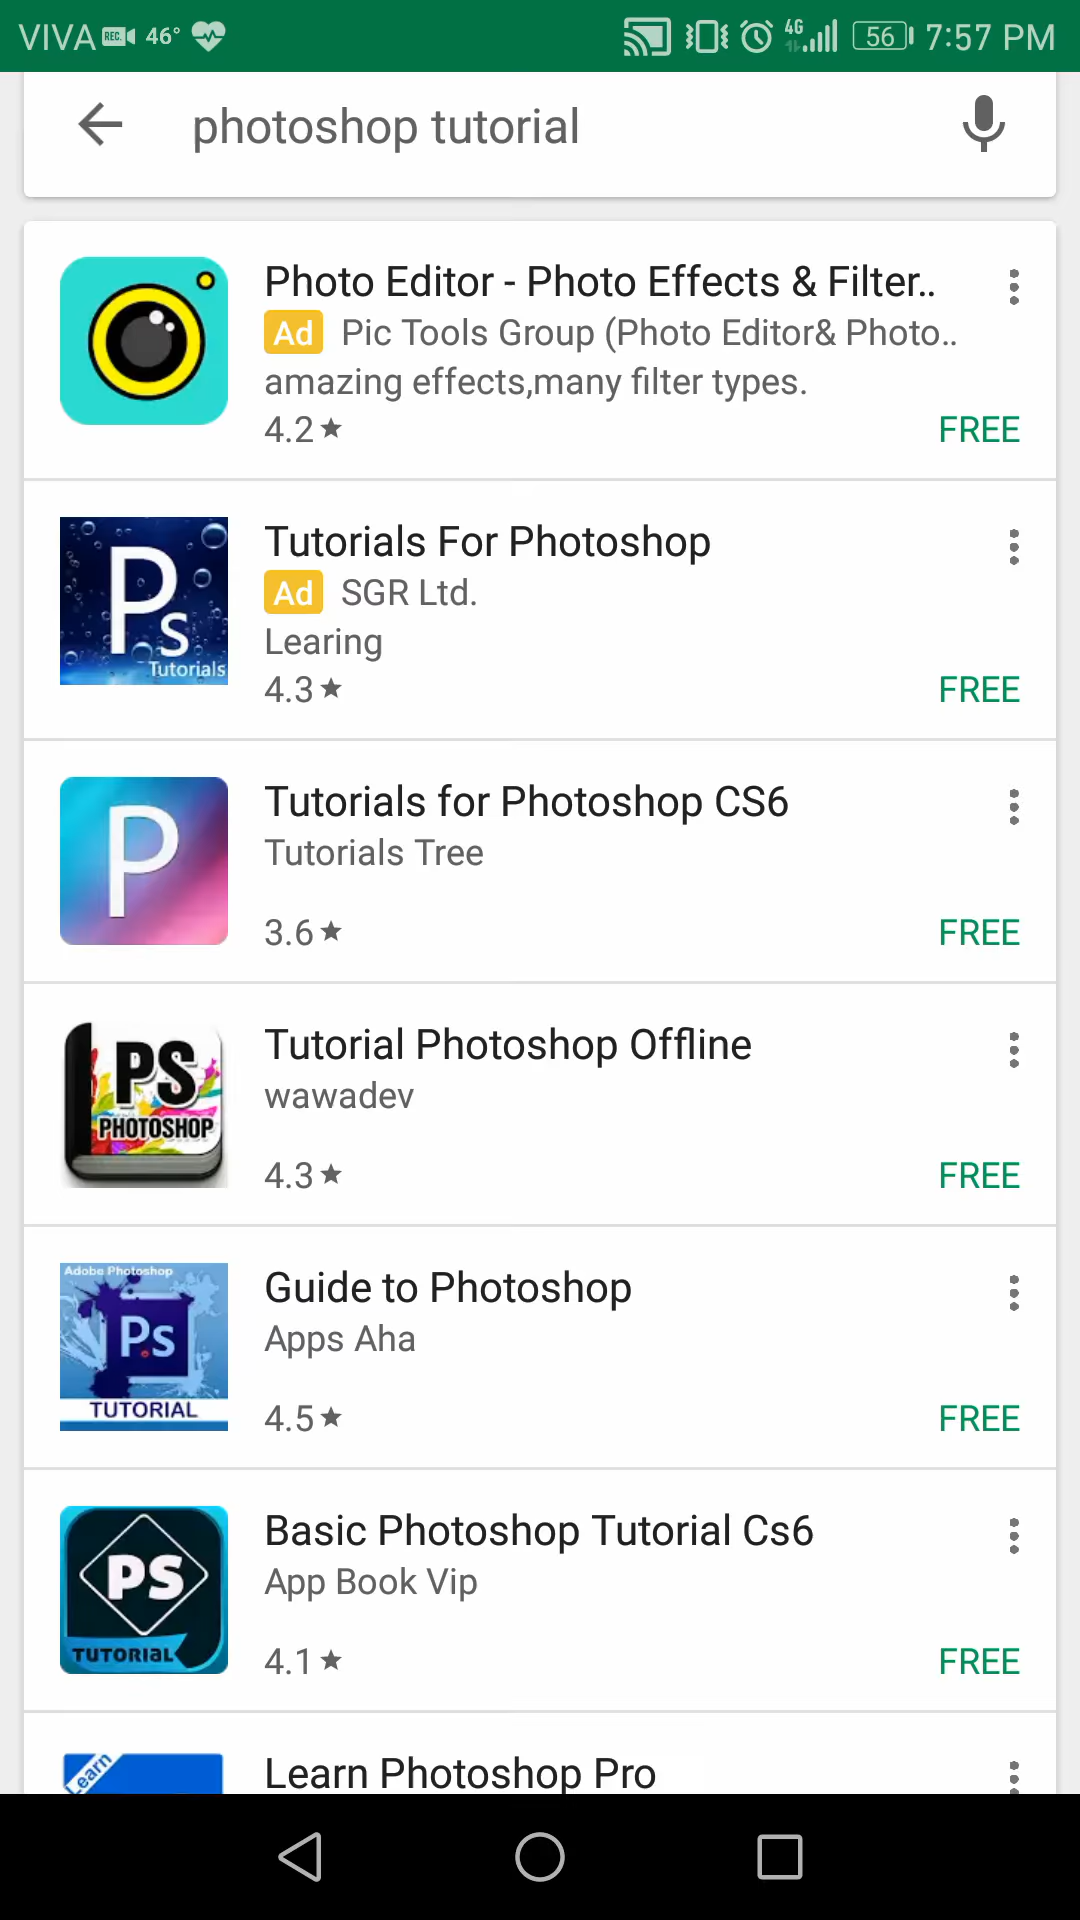 VIVA REC 46° 4G 56 7:57 PM
photoshop tutorial
Photo Editor - Photo Effects & Filter..
Ad Pic Tools Group (Photo Editor& Photo..
amazing effects,many filter types.
4.2★ FREE
Ps
Tutorials
Tutorials For Photoshop
Ad SGR Ltd.
Learing
4.3★ FREE
P
Tutorials for Photoshop CS6
Tutorials Tree
3.6★ FREE
PS
PHOTOSHOP
Tutorial Photoshop Offline
wawadev
4.3★ FREE
Adobe Photoshop
Ps
TUTORIAL
Guide to Photoshop
Apps Aha
4.5★ FREE
PS
TUTORIAL
Basic Photoshop Tutorial Cs6
App Book Vip
4.1★ FREE
Learn
Learn Photoshop Pro